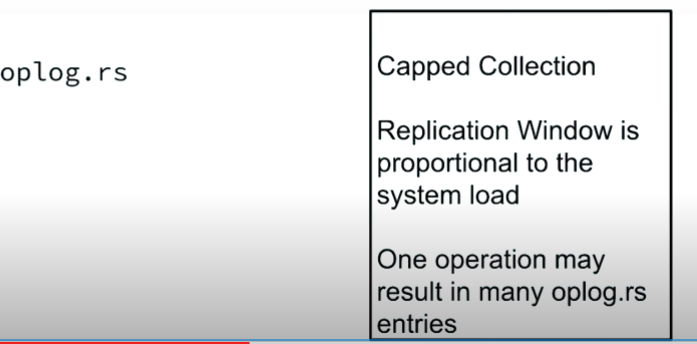 oplog.rs
Capped Collection
Replication Window is
proportional to the
system load
One operation may
result in many oplog.rs
entries